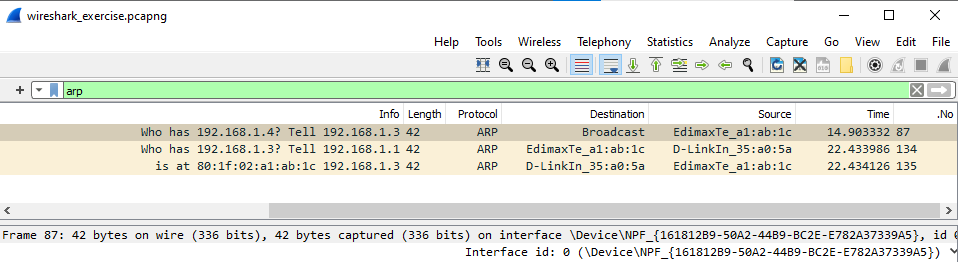 wireshark_exercise.pcapng
Help Tools Wireless Telephony Statistics Analyze Capture Go View Edit File
arp
Info Length Protocol Destination Source Time .No
Who has 192.168.1.4? Tell 192.168.1.3 42 ARP Broadcast EdimaxTe_a1:ab:1c 14.903332 87
Who has 192.168.1.3? Tell 192.168.1.1 42 ARP EdimaxTe_a1:ab:1c D-LinkIn_35:a0:5a 22.433986 134
is at 80:1f:02:a1:ab:1c 192.168.1.3 42 ARP D-LinkIn_35:a0:5a EdimaxTe_a1:ab:1c 22.434126 135
Frame 87: 42 bytes on wire (336 bits), 42 bytes captured (336 bits) on interface \Device\NPF_{161812B9-50A2-44B9-BC2E-E782A37339A5}, id 0
Interface id: 0 (\Device\NPF_{161812B9-50A2-44B9-BC2E-E782A37339A5})